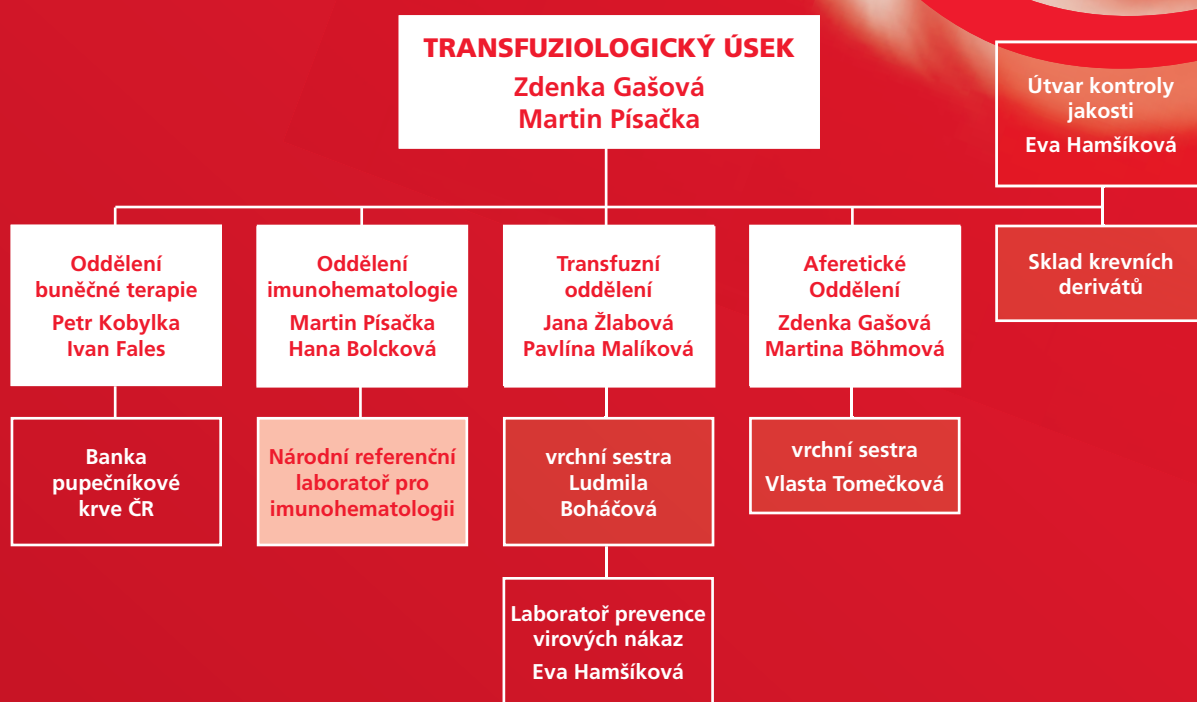 TRANSFUZIOLOGICKÝ ÚSEK
Zdenka Gašová
Martin Písačka
Útvar kontroly
jakosti
Eva Hamšíková
Oddělení
buněčné terapie
Petr Kobylka
Ivan Fales
Oddělení
imunohematologie
Martin Písačka
Hana Bolcková
Transfuzní
oddělení
Jana Žlabová
Pavlína Malíková
Aferetické
Oddělení
Zdenka Gašová
Martina Böhmová
Sklad krevních
derivátů
Banka
pupečníkové
krve ČR
Národní referenční
laboratoř pro
imunohematologii
vrchní sestra
Ludmila
Boháčová
vrchní sestra
Vlasta Tomečková
Laboratoř prevence
virových nákaz
Eva Hamšíková